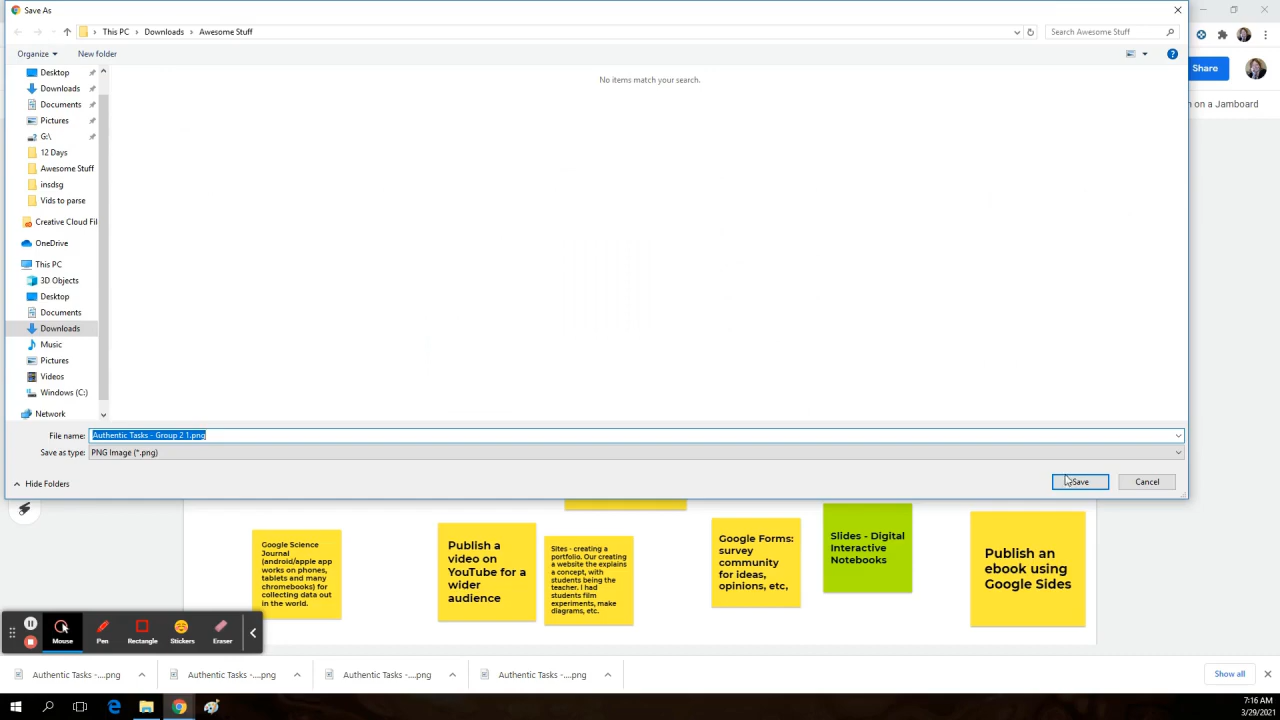 Save As
This PC
Downloads
Awesome Stuff
Search Awesome Stuff
Organize
New folder
Share
n on a Jamboard
No items match your search.
Desktop
Downloads
Documents
Pictures
G:\
12 Days
Awesome Stuff
insdsg
Vids to parse
Creative Cloud Fil
OneDrive
This PC
3D Objects
Desktop
Documents
Downloads
Music
Pictures
Videos
Windows (C:)
Network
File name:
Authentic Tasks - Group 2 1.png
Save as type:
PNG Image (*.png)
Hide Folders
Save
Cancel
Google Science
Journal
(android/apple app
works on phones,
tablets and many
chromebooks) for
collecting data out
in the world.
Publish a
video on
YouTube for a
wider
audience
Sites - creating a
portfolio. Our creating
a website the explains
a concept, with
students being the
teacher. I had
students film
experiments, make
diagrams, etc.
Google Forms:
survey
community
for ideas,
opinions, etc,
Slides - Digital
Interactive
Notebooks
Publish an
ebook using
Google Sides
Mouse
Pen
Rectangle
Stickers
Eraser
Authentic Tasks -....png
Authentic Tasks -....png
Authentic Tasks -....png
Authentic Tasks -....png
Show all
7:16 AM
3/29/2021